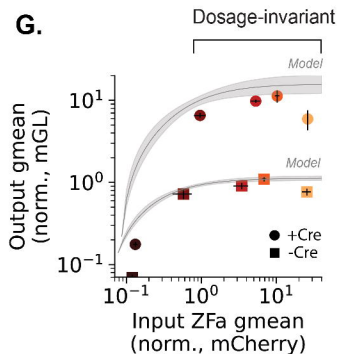 G.
Dosage-invariant
Model
Model
Output gmean
(norm., mGL)
10¹
10⁰
10⁻¹
+Cre
-Cre
10⁻¹ 10⁰ 10¹
Input ZFa gmean
(norm., mCherry)